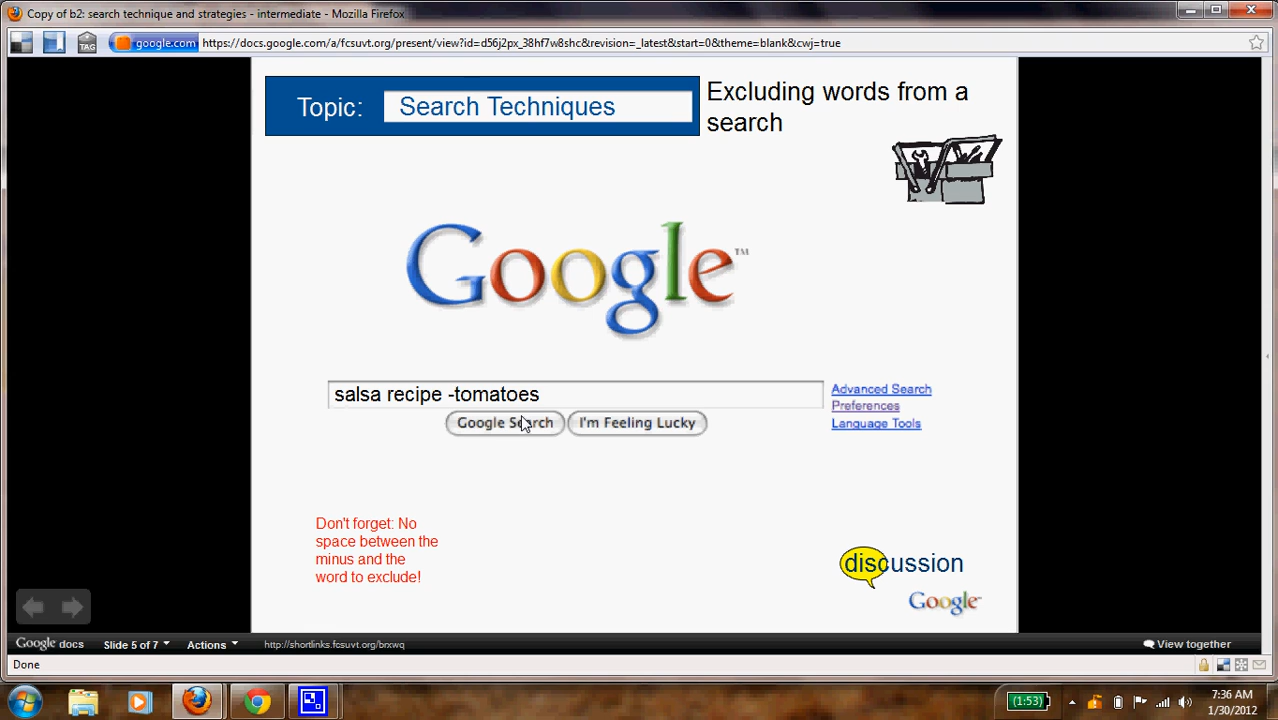 Copy of b2: search technique and strategies - intermediate - Mozilla Firefox
TAG
google.com
https://docs.google.com/a/fcsuvt.org/present/view?id=d56j2px_38hf7w8shc&revision=_latest&start=0&theme=blank&cwj=true
Topic: Search Techniques
Excluding words from a
search
Google™
salsa recipe -tomatoes
Advanced Search
Preferences
Language Tools
Google Search
I'm Feeling Lucky
Don't forget: No
space between the
minus and the
word to exclude!
discussion
Google™
Google docs
Slide 5 of 7
Actions
http://shortlinks.fcsuvt.org/brxwq
View together
Done
(1:53)
7:36 AM
1/30/2012